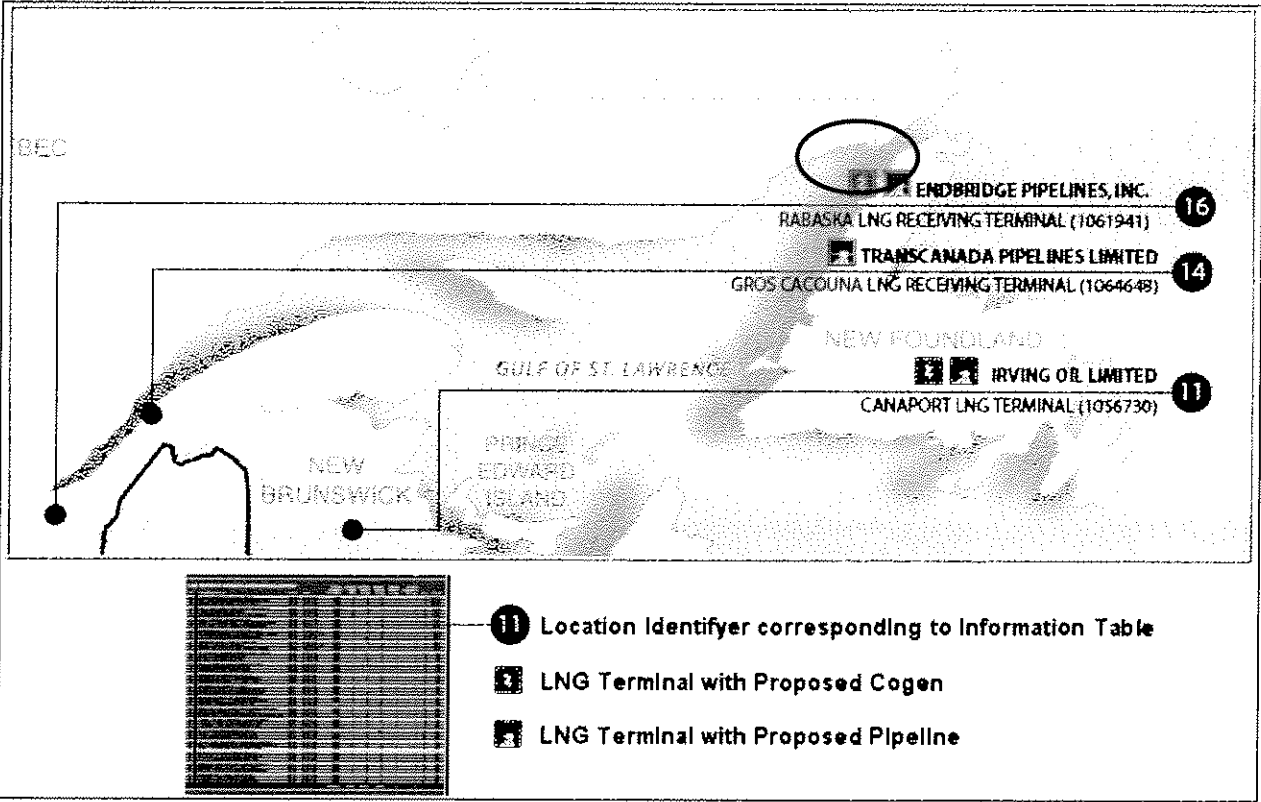 BEC
ENDBRIDGE PIPELINES, INC.
16
RABASKA LNG RECEIVING TERMINAL (1061941)
TRANSCANADA PIPELINES LIMITED
14
GROS CACOUNA LNG RECEIVING TERMINAL (1064648)
NEW FOUNDLAND
GULF OF ST. LAWRENCE
IRVING OIL LIMITED
11
CANAPORT LNG TERMINAL (1056730)
PRINCE
EDWARD
ISLAND
NEW
BRUNSWICK
11 Location Identifyer corresponding to Information Table
LNG Terminal with Proposed Cogen
LNG Terminal with Proposed Pipeline